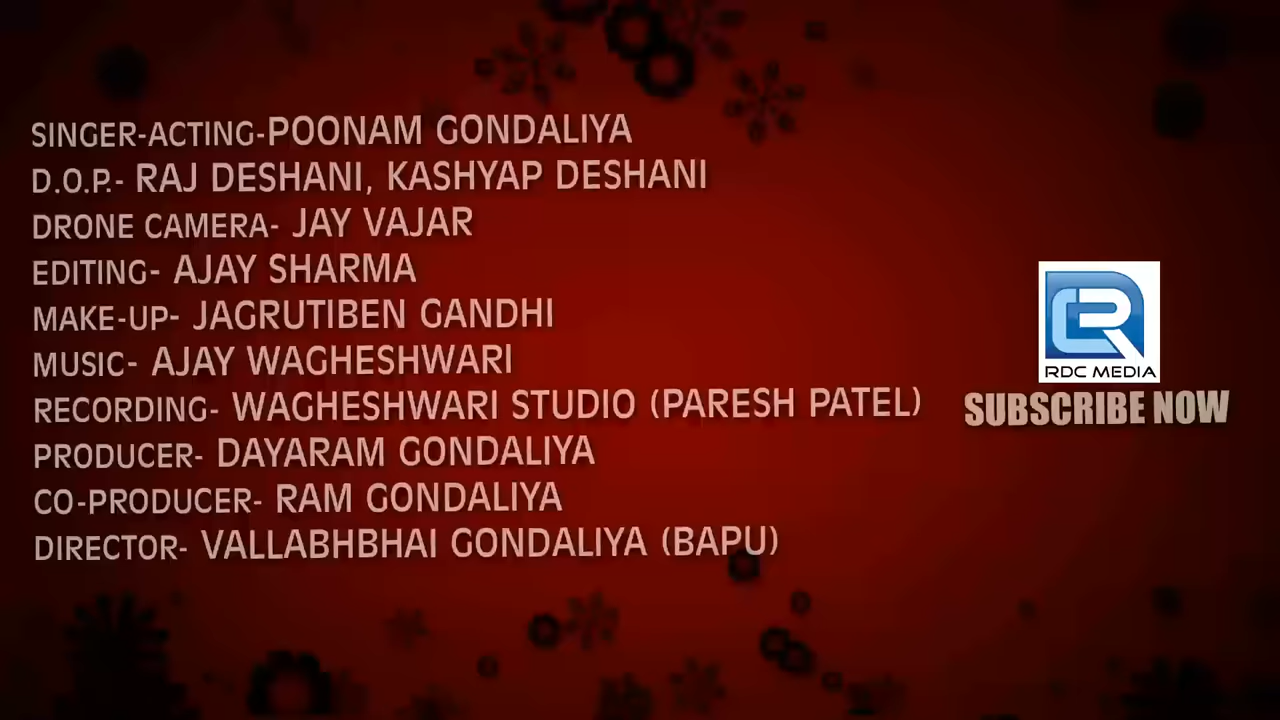 SINGER-ACTING-POONAM GONDALIYA
D.O.P.- RAJ DESHANI, KASHYAP DESHANI
DRONE CAMERA- JAY VAJAR
EDITING- AJAY SHARMA
MAKE-UP- JAGRUTIBEN GANDHI
MUSIC- AJAY WAGHESHWARI
RECORDING- WAGHESHWARI STUDIO (PARESH PATEL)
PRODUCER- DAYARAM GONDALIYA
CO-PRODUCER- RAM GONDALIYA
DIRECTOR- VALLABHBHAI GONDALIYA (BAPU)
RDC MEDIA
SUBSCRIBE NOW